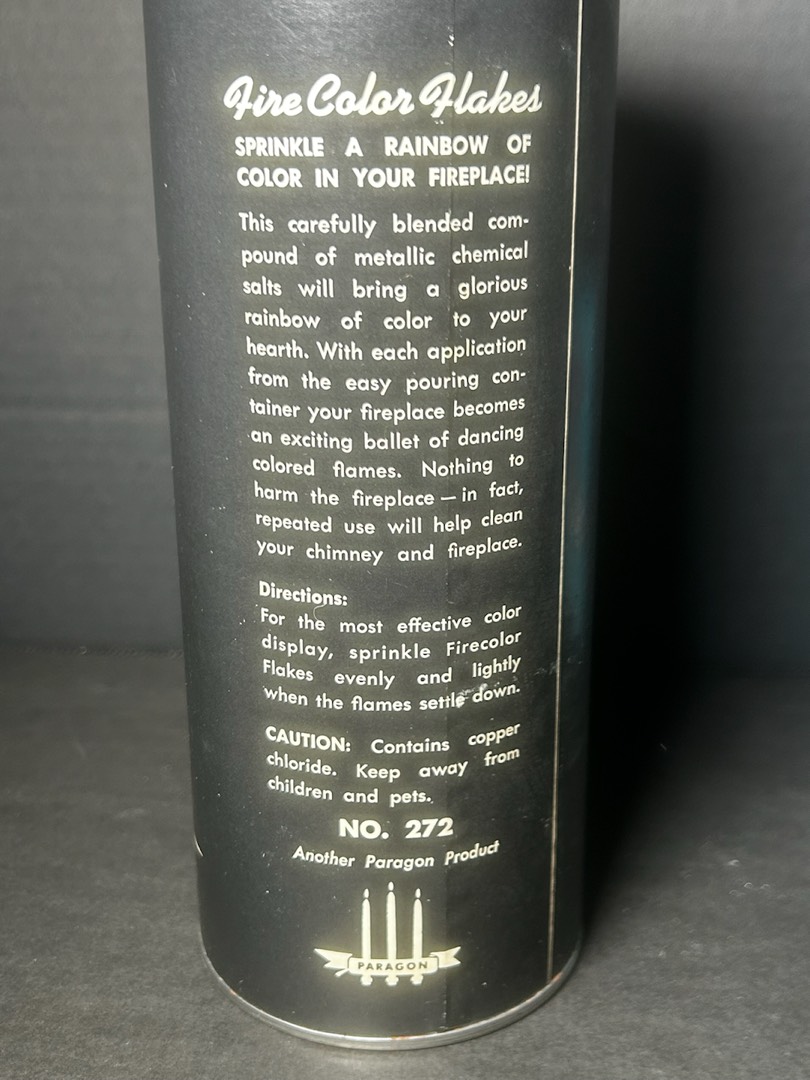 Fire Color Flakes
SPRINKLE A RAINBOW OF
COLOR IN YOUR FIREPLACE!
This carefully blended com-
pound of metallic chemical
salts will bring a glorious
rainbow of color to your
hearth. With each application
from the easy pouring con-
tainer your fireplace becomes
an exciting ballet of dancing
colored flames. Nothing to
harm the fireplace — in fact,
repeated use will help clean
your chimney and fireplace.
Directions:
For the most effective color
display, sprinkle Firecolor
Flakes evenly and lightly
when the flames settle down.
CAUTION: Contains copper
chloride. Keep away from
children and pets.
NO. 272
Another Paragon Product
PARAGON